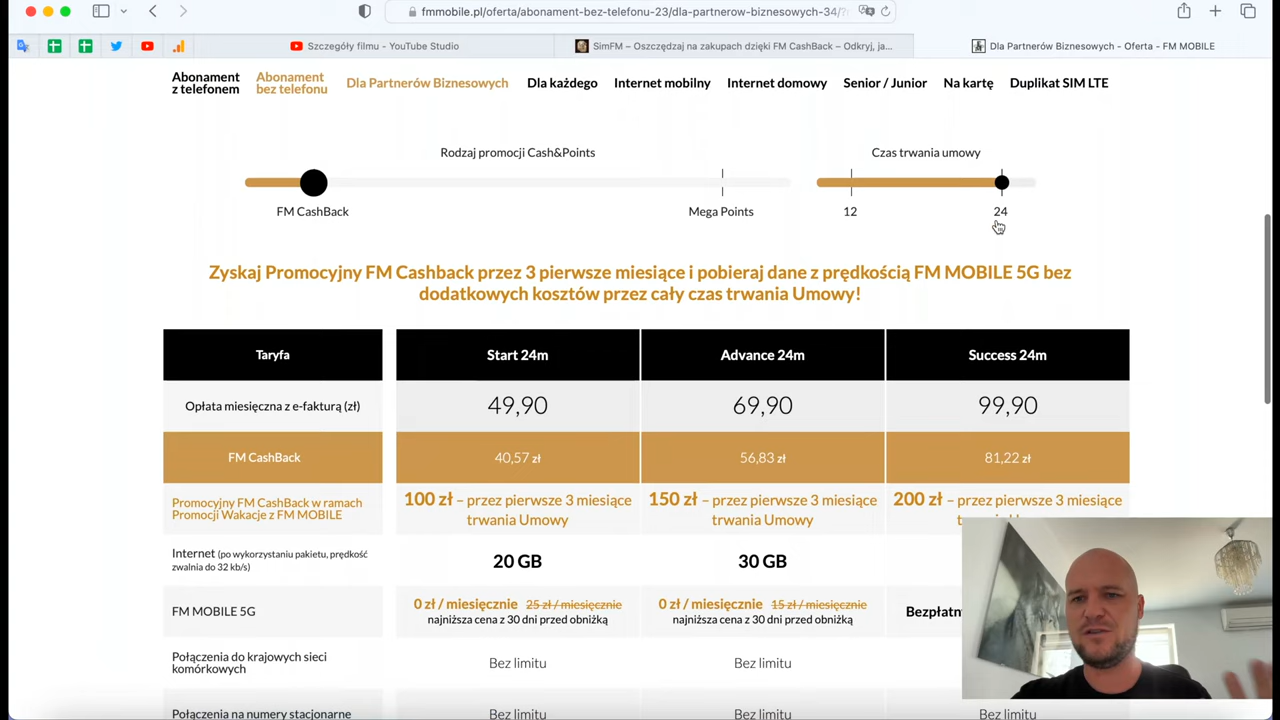 fmmobile.pl/oferta/abonament-bez-telefonu-23/dla-partnerow-biznesowych-34/?
Szczegóły filmu - YouTube Studio
SimFM – Oszczędzaj na zakupach dzięki FM CashBack – Odkryj, ja...
Dla Partnerów Biznesowych - Oferta - FM MOBILE
Abonament z telefonem
Abonament bez telefonu
Dla Partnerów Biznesowych
Dla każdego
Internet mobilny
Internet domowy
Senior / Junior
Na kartę
Duplikat SIM LTE
Rodzaj promocji Cash&Points
Czas trwania umowy
FM CashBack
Mega Points
12
24
Zyskaj Promocyjny FM Cashback przez 3 pierwsze miesiące i pobieraj dane z prędkością FM MOBILE 5G bez
dodatkowych kosztów przez cały czas trwania Umowy!
Taryfa
Start 24m
Advance 24m
Success 24m
Opłata miesięczna z e-fakturą (zł)
49,90
69,90
99,90
FM CashBack
40,57 zł
56,83 zł
81,22 zł
Promocyjny FM CashBack w ramach
Promocji Wakacje z FM MOBILE
100 zł – przez pierwsze 3 miesiące
trwania Umowy
150 zł – przez pierwsze 3 miesiące
trwania Umowy
200 zł – przez pierwsze 3 miesiące
Internet (po wykorzystaniu pakietu, prędkość
zwalnia do 32 kb/s)
20 GB
30 GB
FM MOBILE 5G
0 zł / miesięcznie 25 zł / miesięcznie
najniższa cena z 30 dni przed obniżką
0 zł / miesięcznie 15 zł / miesięcznie
najniższa cena z 30 dni przed obniżką
Połączenia do krajowych sieci
komórkowych
Bez limitu
Bez limitu
Połączenia na numery stacjonarne
Bez limitu
Bez limitu
Bez limitu